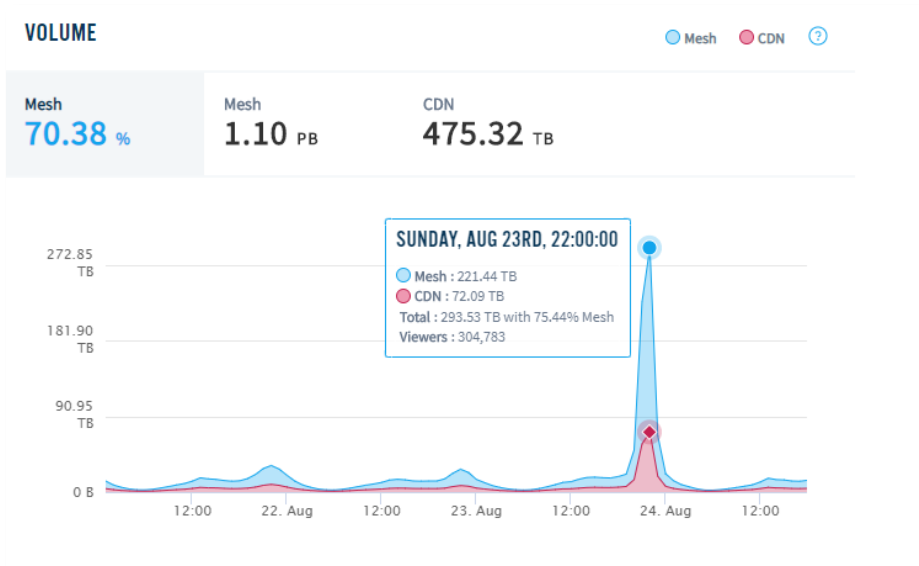 VOLUME
Mesh CDN ?
Mesh Mesh CDN
70.38 % 1.10 PB 475.32 TB
SUNDAY, AUG 23RD, 22:00:00
Mesh : 221.44 TB
CDN : 72.09 TB
Total : 293.53 TB with 75.44% Mesh
Viewers : 304,783
272.85
TB
181.90
TB
90.95
TB
0 B
12:00 22. Aug 12:00 23. Aug 12:00 24. Aug 12:00